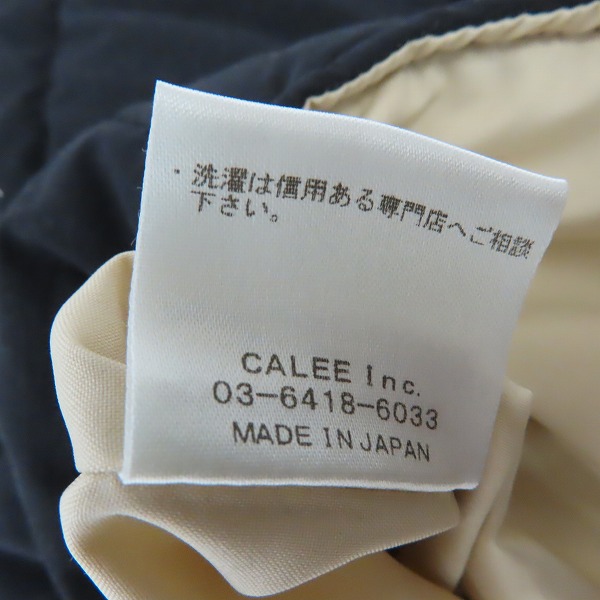 ・洗濯は信用ある専門店へご相談
下さい。
CALEE Inc.
03-6418-6033
MADE IN JAPAN